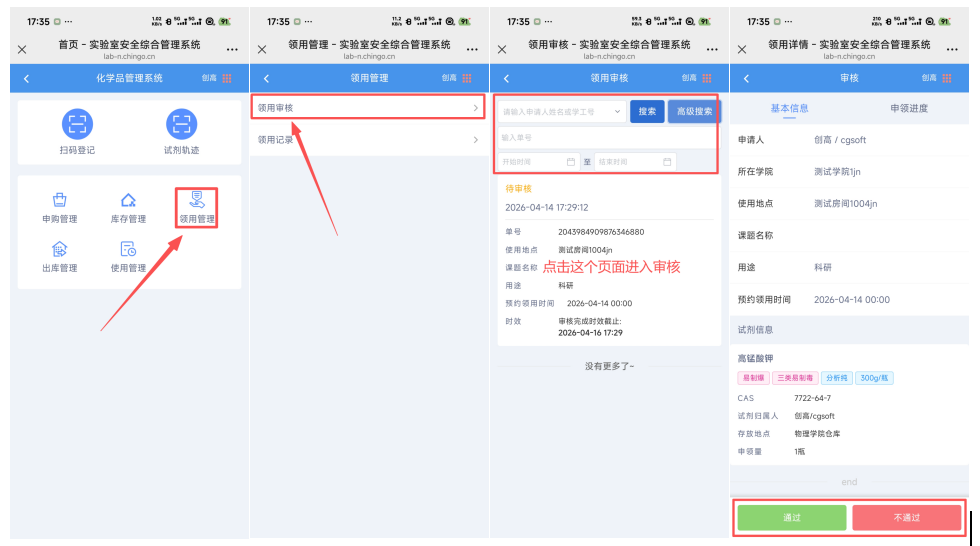 17:35
1.02 KB/s
5G
5G
91
首页 - 实验室安全综合管理系统
lab-n.chingo.cn
化学品管理系统
创高
扫码登记
试剂轨迹
申购管理
库存管理
领用管理
出库管理
使用管理
17:35
11.2 KB/s
5G
5G
91
领用管理 - 实验室安全综合管理系统
lab-n.chingo.cn
领用管理
创高
领用审核
领用记录
17:35
59.3 KB/s
5G
5G
91
领用审核 - 实验室安全综合管理系统
lab-n.chingo.cn
领用审核
创高
请输入申请人姓名或学工号
搜索
高级搜索
输入单号
开始时间
至
结束时间
待审核
2026-04-14 17:29:12
单号 2043984909876346880
使用地点 测试房间1004jn
课题名称
点击这个页面进入审核
用途 科研
预约领用时间 2026-04-14 00:00
时效 审核完成时效截止:
2026-04-16 17:29
没有更多了~
17:35
210 KB/s
5G
5G
91
领用详情 - 实验室安全综合管理系统
lab-n.chingo.cn
审核
创高
基本信息
申领进度
申请人 创高 / cgsoft
所在学院 测试学院1jn
使用地点 测试房间1004jn
课题名称
用途 科研
预约领用时间 2026-04-14 00:00
试剂信息
高锰酸钾
易制爆 三类易制毒 分析纯 300g/瓶
CAS 7722-64-7
试剂归属人 创高/cgsoft
存放地点 物理学院仓库
申领量 1瓶
end
通过
不通过